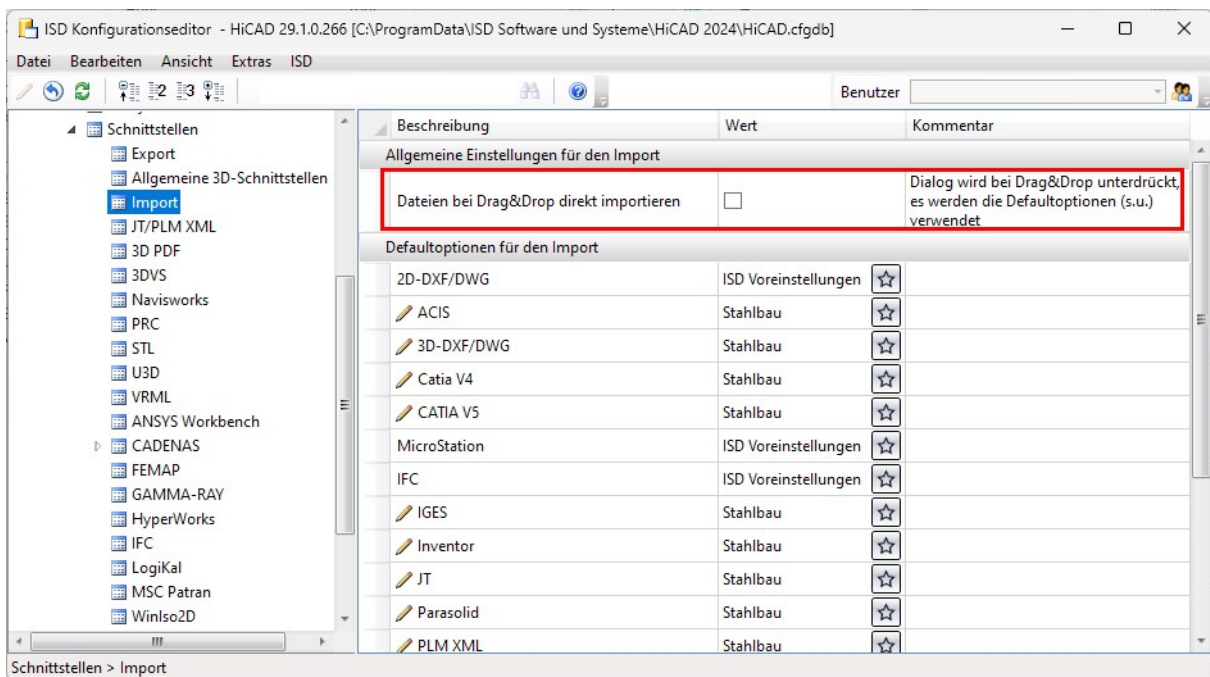 ISD Konfigurationseditor - HiCAD 29.1.0.266 [C:\ProgramData\ISD Software und Systeme\HiCAD 2024\HiCAD.cfgdb]
Datei Bearbeiten Ansicht Extras ISD
Benutzer
Schnittstellen
Export
Allgemeine 3D-Schnittstellen
Import
JT/PLM XML
3D PDF
3DVS
Navisworks
PRC
STL
U3D
VRML
ANSYS Workbench
CADENAS
FEMAP
GAMMA-RAY
HyperWorks
IFC
LogiKal
MSC Patran
WinIso2D
Beschreibung Wert Kommentar
Allgemeine Einstellungen für den Import
Dateien bei Drag&Drop direkt importieren
Dialog wird bei Drag&Drop unterdrückt,
es werden die Defaultoptionen (s.u.)
verwendet
Defaultoptionen für den Import
2D-DXF/DWG ISD Voreinstellungen
ACIS Stahlbau
3D-DXF/DWG Stahlbau
Catia V4 Stahlbau
CATIA V5 Stahlbau
MicroStation ISD Voreinstellungen
IFC ISD Voreinstellungen
IGES Stahlbau
Inventor Stahlbau
JT Stahlbau
Parasolid Stahlbau
PLM XML Stahlbau
Schnittstellen > Import